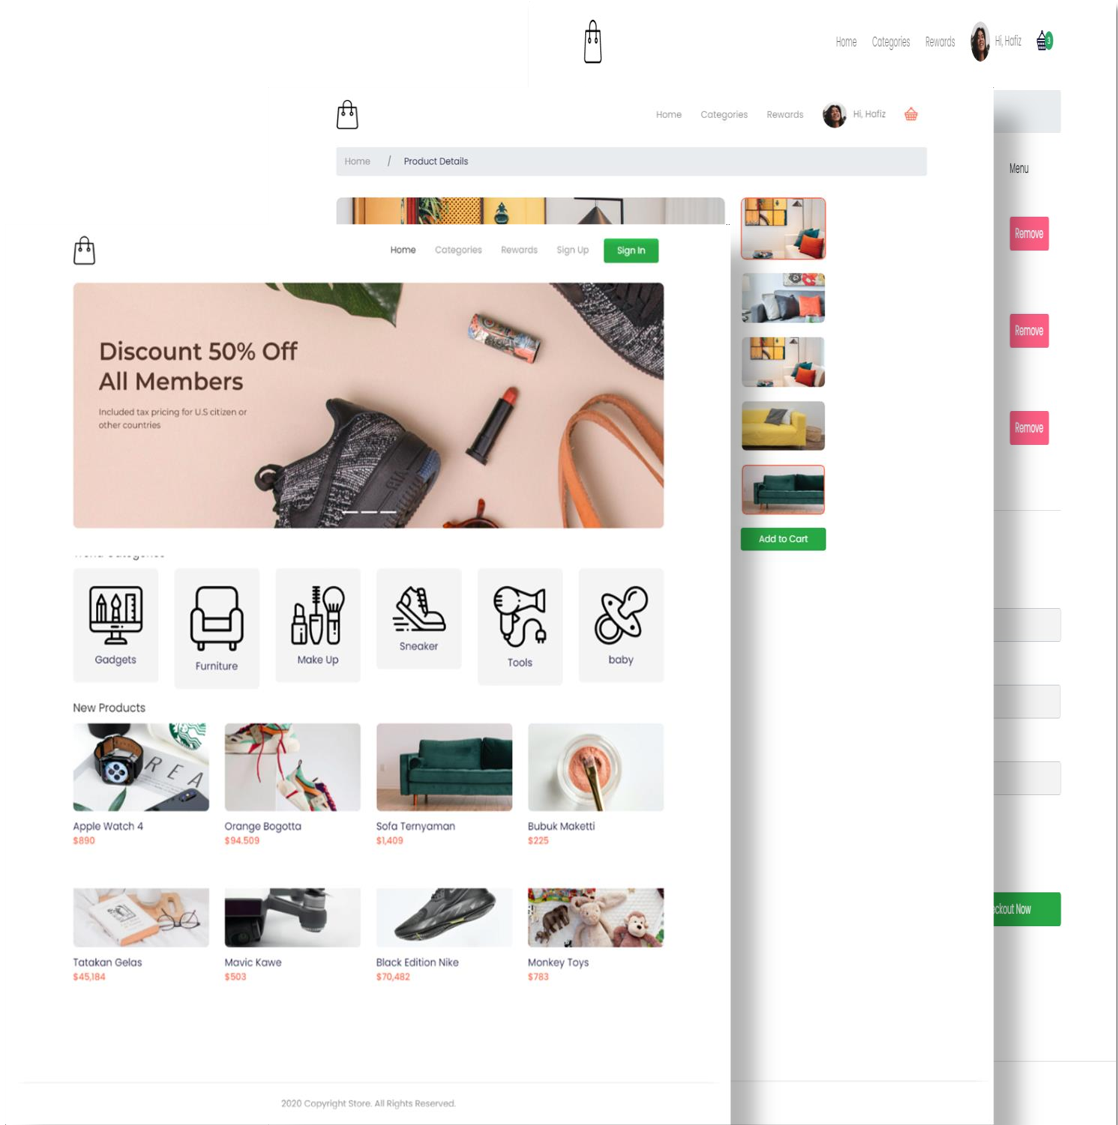 Home Categories Rewards Hi, Hafiz
Home Categories Rewards Hi, Hafiz
Home / Product Details
Menu
Remove
Remove
Remove
Add to Cart
ckout Now
Home Categories Rewards Sign Up Sign In
Discount 50% Off
All Members
Included tax pricing for U.S citizen or
other countries
Gadgets Furniture Make Up Sneaker Tools baby
New Products
REA
Apple Watch 4 Orange Bogotta Sofa Ternyaman Bubuk Maketti
$890 $94.509 $1,409 $225
Tatakan Gelas Mavic Kawe Black Edition Nike Monkey Toys
$45,184 $503 $70,482 $783
2020 Copyright Store. All Rights Reserved.